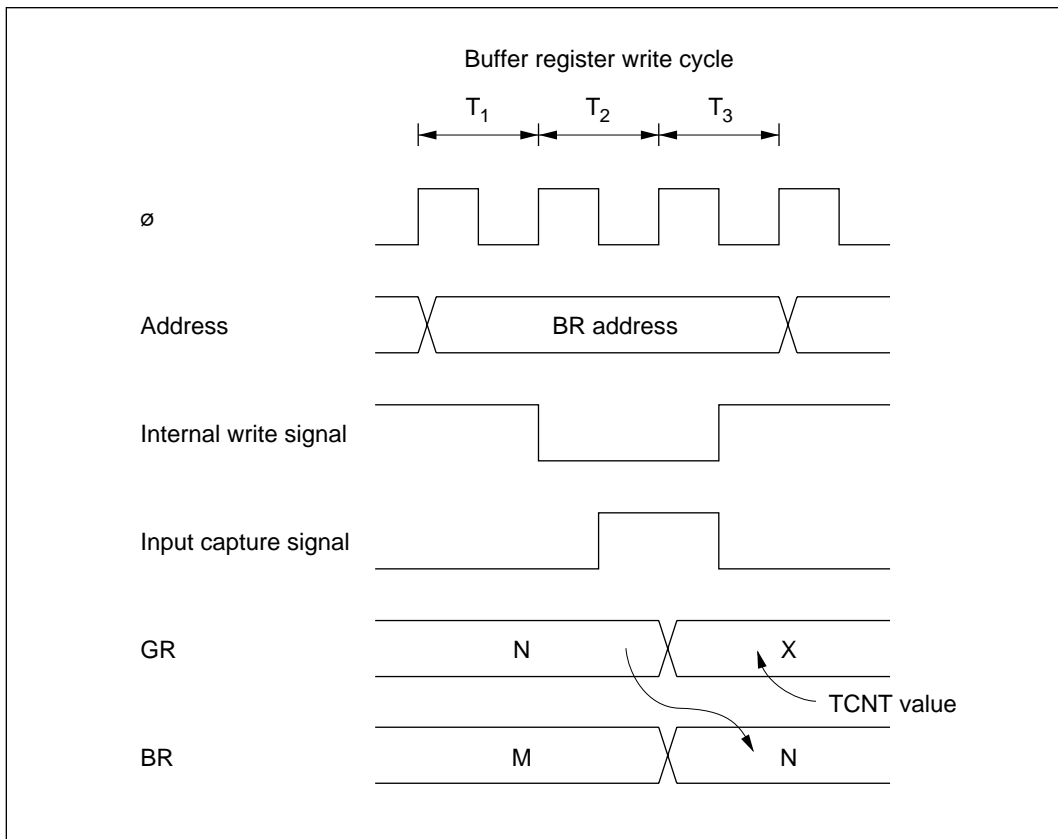 Buffer register write cycle
T1 T2 T3
ø
Address BR address
Internal write signal
Input capture signal
GR N X
TCNT value
BR M N